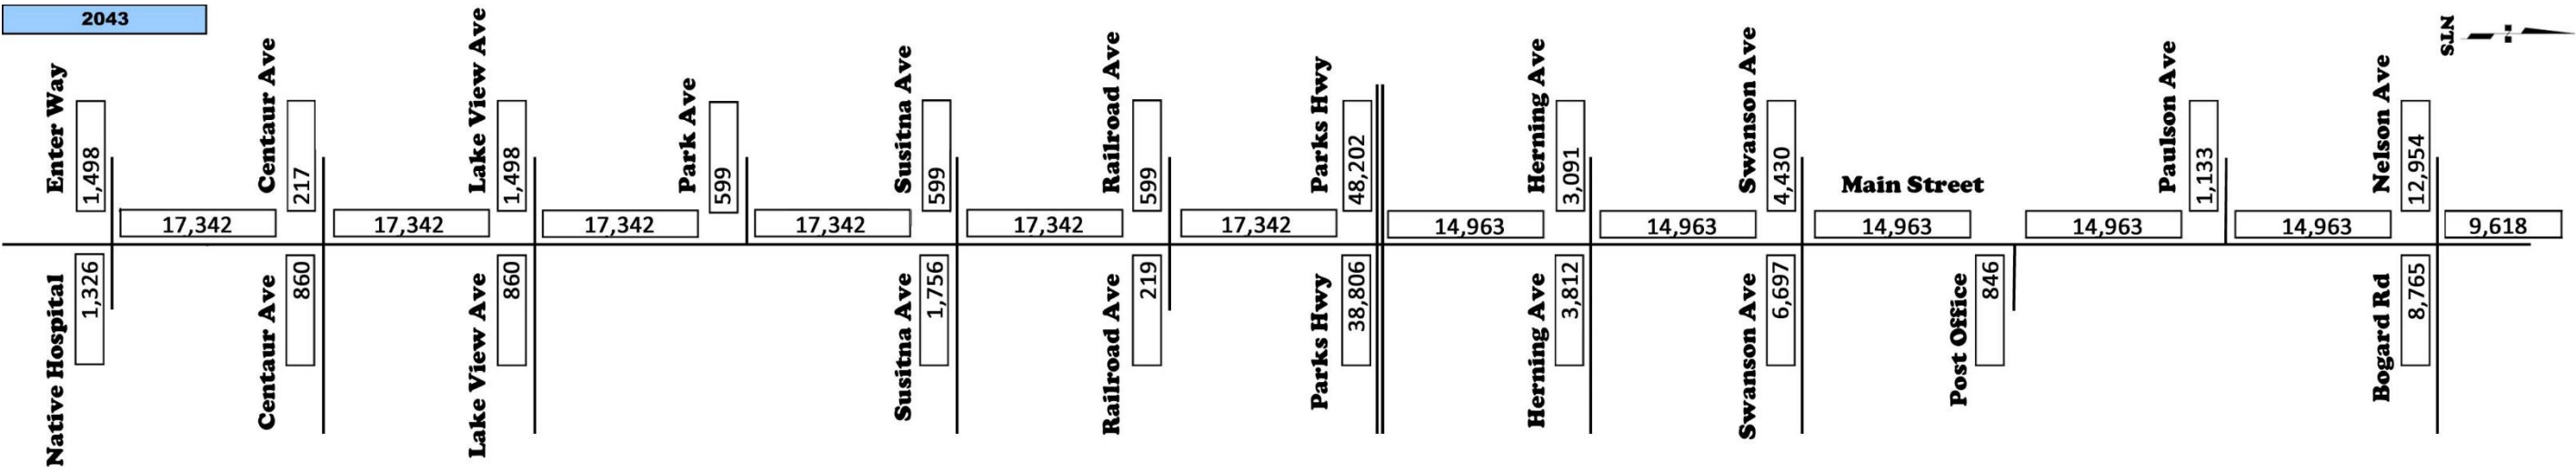 2043
NTS
Enter Way
1,498
Centaur Ave
217
Lake View Ave
1,498
Park Ave
599
Susitna Ave
599
Railroad Ave
599
Parks Hwy
48,202
Herning Ave
3,091
Swanson Ave
4,430
Main Street
Paulson Ave
1,133
Nelson Ave
12,954
17,342
17,342
17,342
17,342
17,342
17,342
14,963
14,963
14,963
14,963
14,963
9,618
Native Hospital
1,326
Centaur Ave
860
Lake View Ave
860
Susitna Ave
1,756
Railroad Ave
219
Parks Hwy
38,806
Herning Ave
3,812
Swanson Ave
6,697
Post Office
846
Bogard Rd
8,765